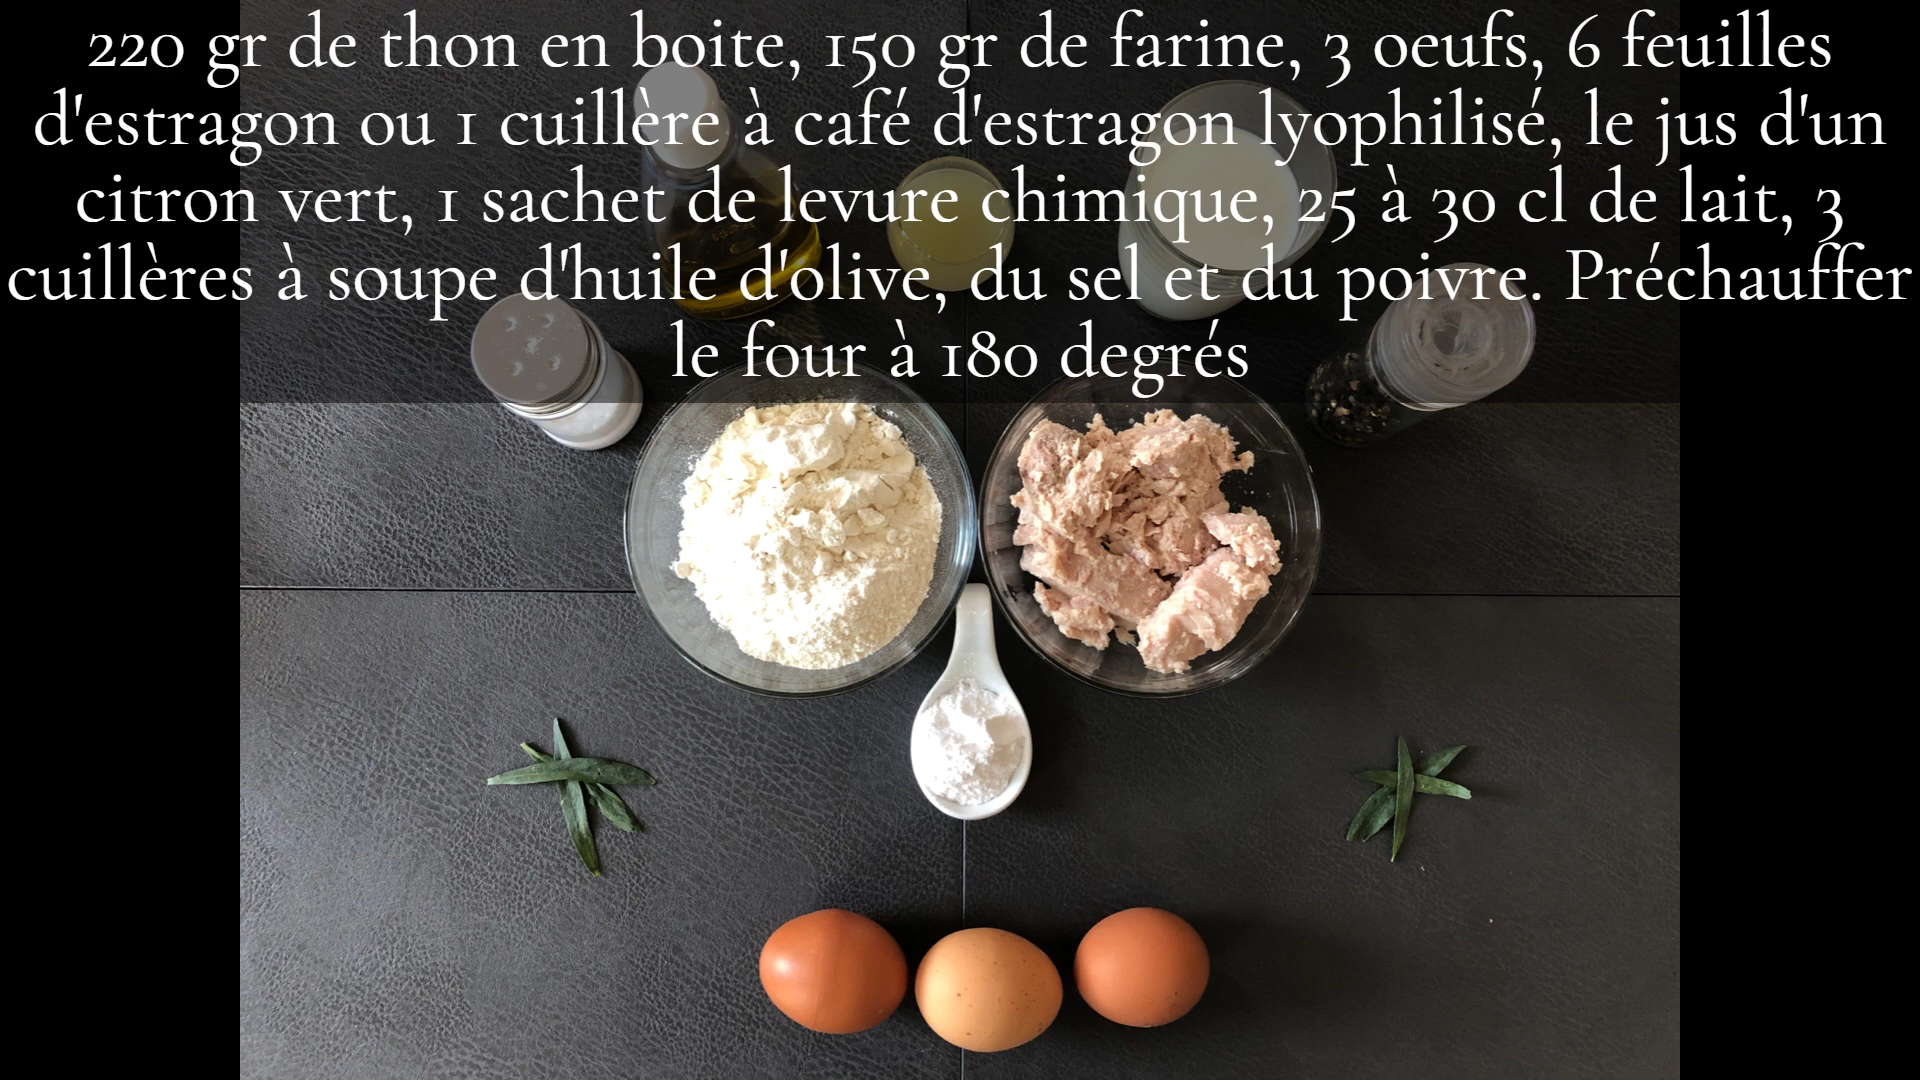 220 gr de thon en boite, 150 gr de farine, 3 oeufs, 6 feuilles
d'estragon ou 1 cuillère à café d'estragon lyophilisé, le jus d'un
citron vert, 1 sachet de levure chimique, 25 à 30 cl de lait, 3
cuillères à soupe d'huile d'olive, du sel et du poivre. Préchauffer
le four à 180 degrés